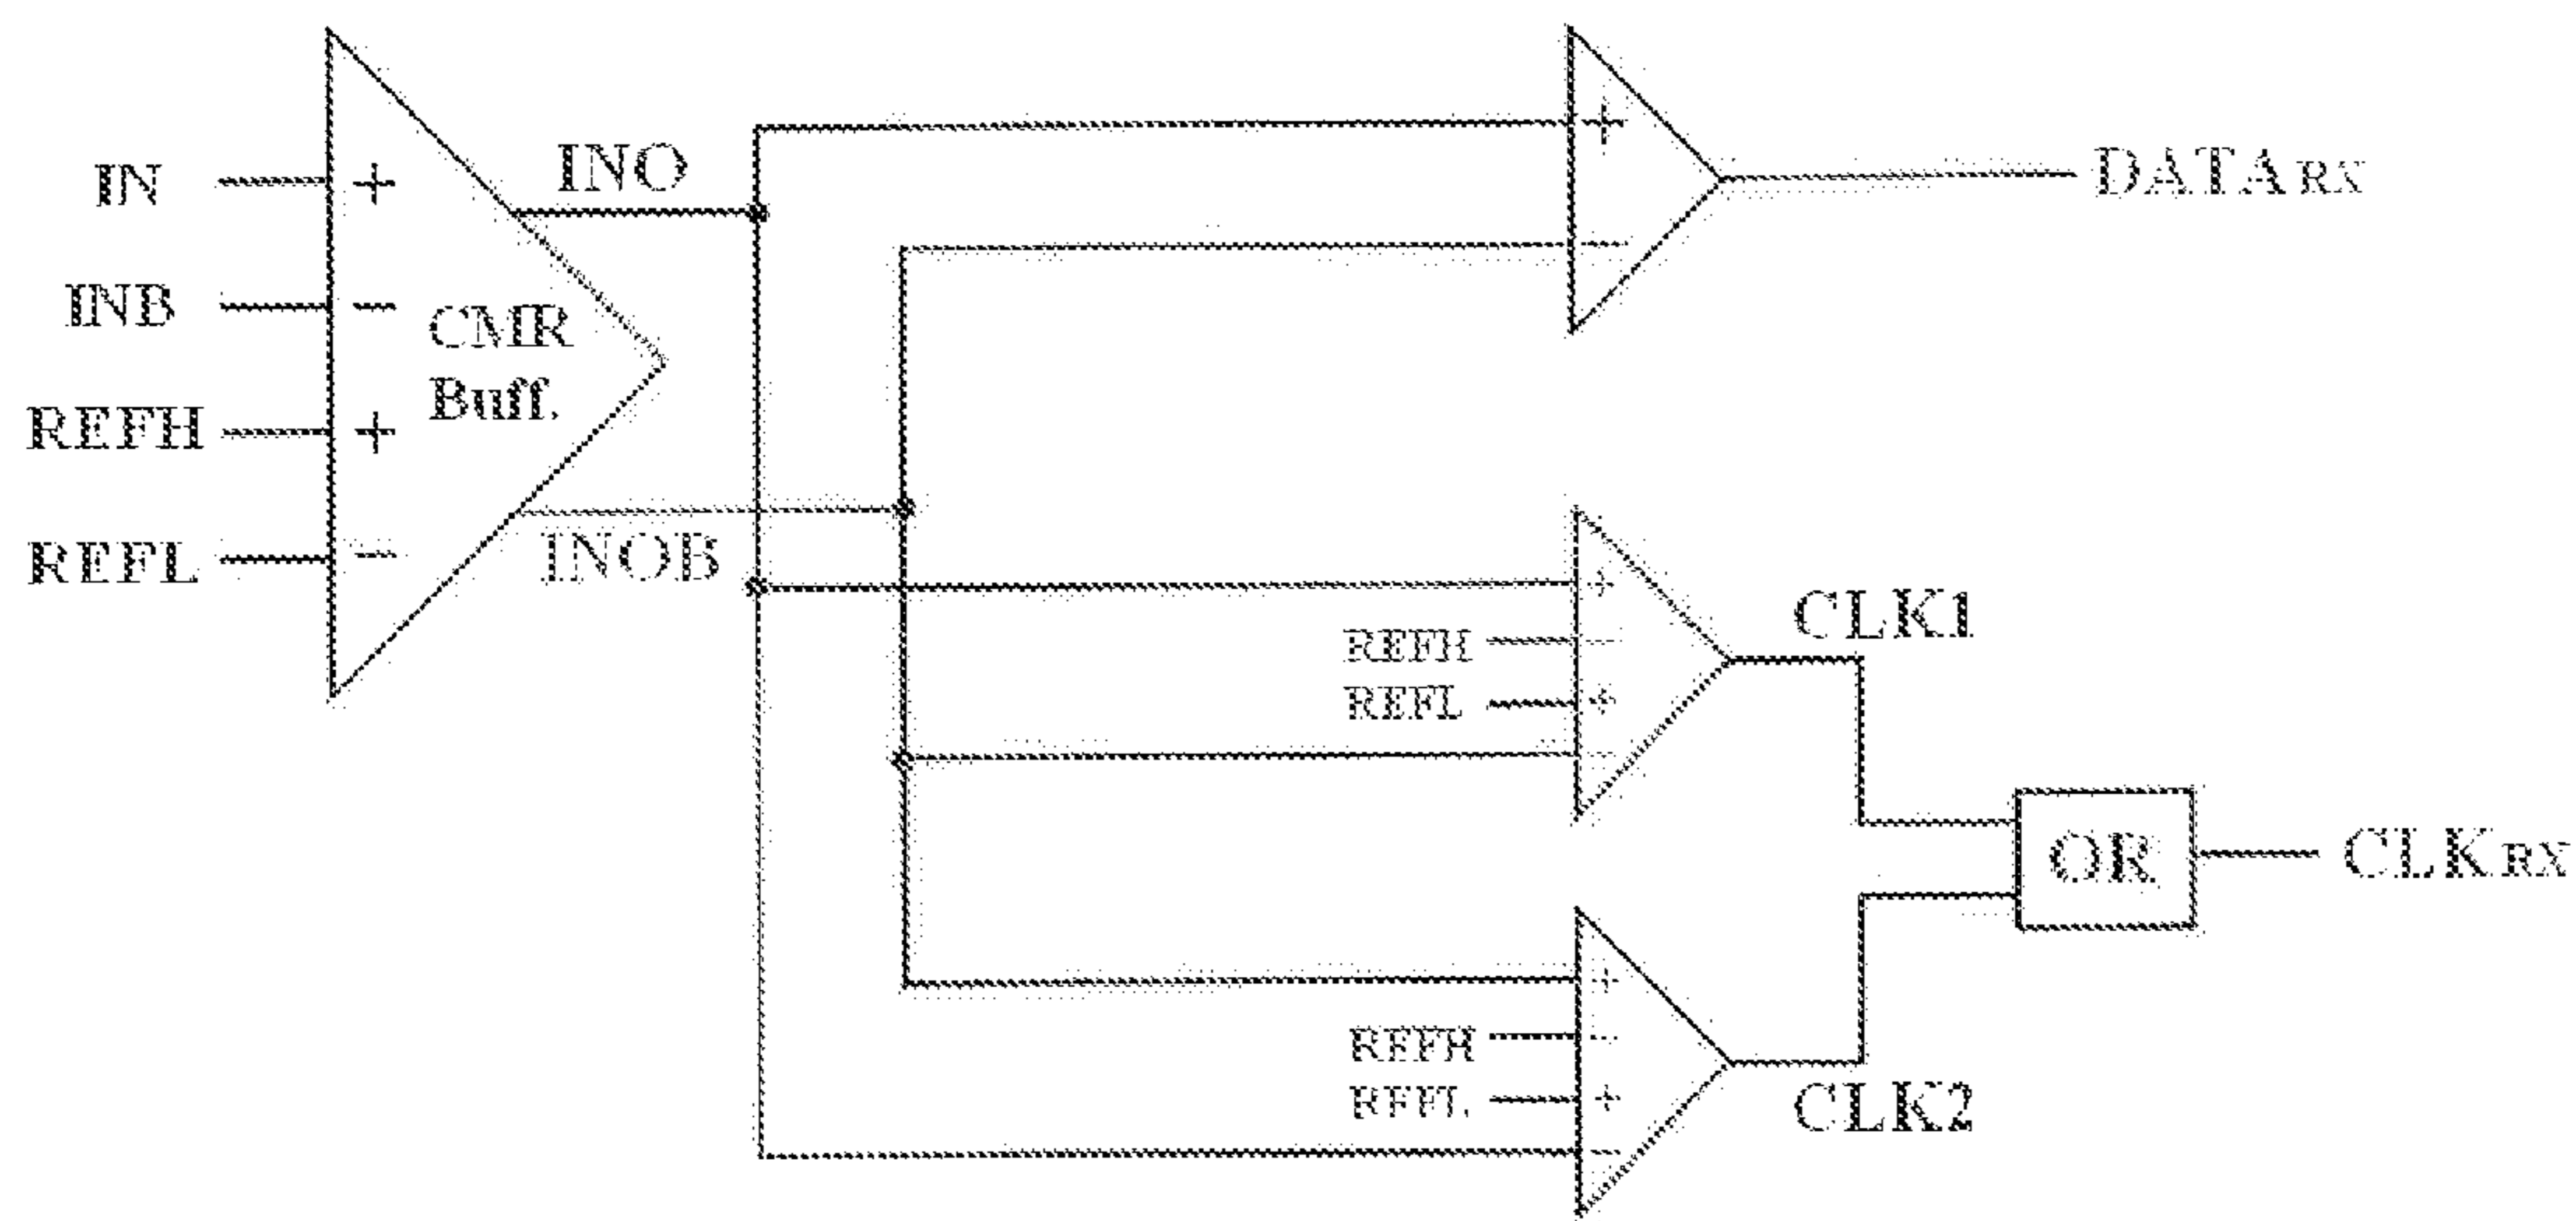 IN
INB
REFH
REFL
+
−
+
−
CMR
Buff.
INO
INOB
+
−
DATARX
+
REFH −
REFL +
−
CLK1
+
REFH −
REFL +
−
CLK2
OR
CLKRX